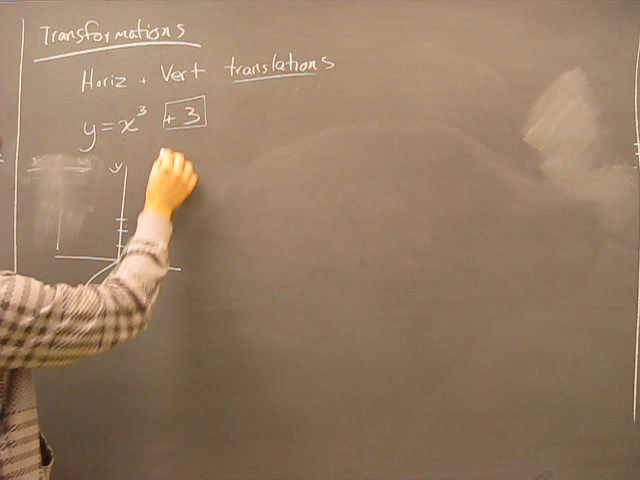 Transformations
Horiz + Vert translations
y = x³ + 3
y